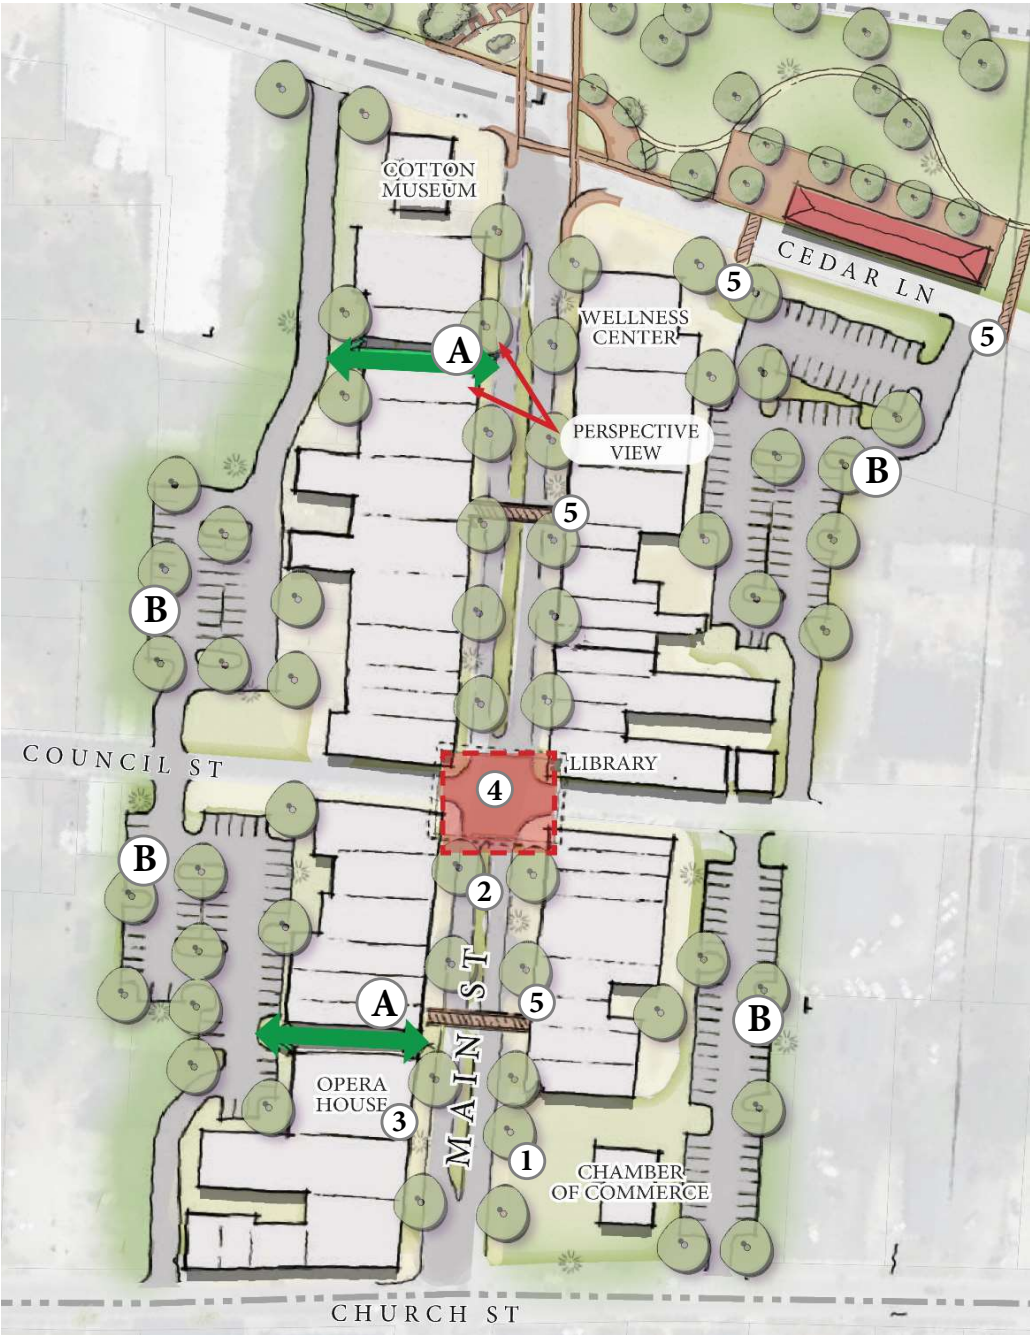 COTTON
MUSEUM
CEDAR LN
5
WELLNESS
CENTER
5
A
PERSPECTIVE
VIEW
B
5
B
COUNCIL ST
LIBRARY
4
B
2
MAIN ST
A
5
B
OPERA
HOUSE
3
1
CHAMBER
OF COMMERCE
CHURCH ST